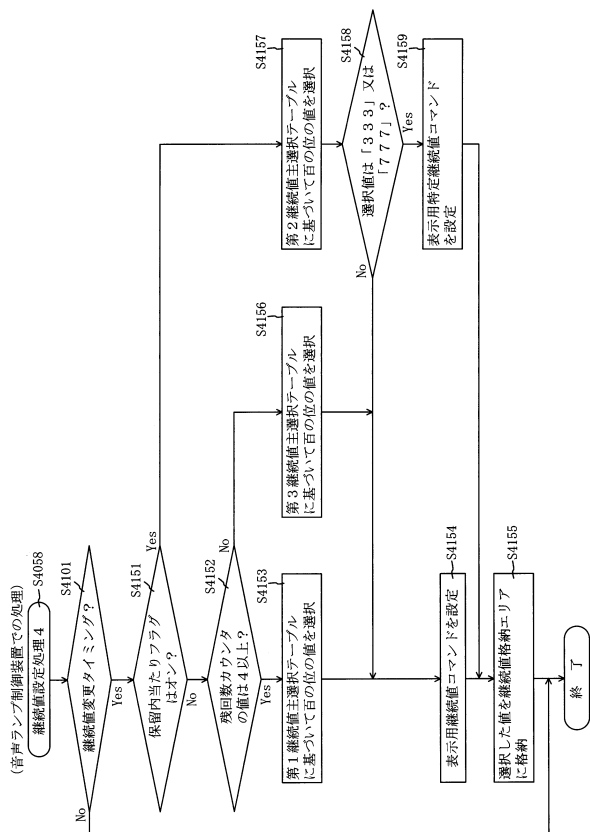 (音声ランプ制御装置での処理)
継続値設定処理4
S4058
S4101
継続値変更タイミング？
No
Yes
S4151
保留内当たりフラグ
はオン？
Yes
No
S4152
残回数カウンタ
の値は4以上？
No
Yes
S4153
第1継続値主選択テーブル
に基づいて百の位の値を選択
S4156
第3継続値主選択テーブル
に基づいて百の位の値を選択
S4157
第2継続値主選択テーブル
に基づいて百の位の値を選択
S4158
選択値は「333」又は
「777」？
No
Yes
S4159
表示用特定継続値コマンド
を設定
S4154
表示用継続値コマンドを設定
S4155
選択した値を継続値格納エリア
に格納
終 了